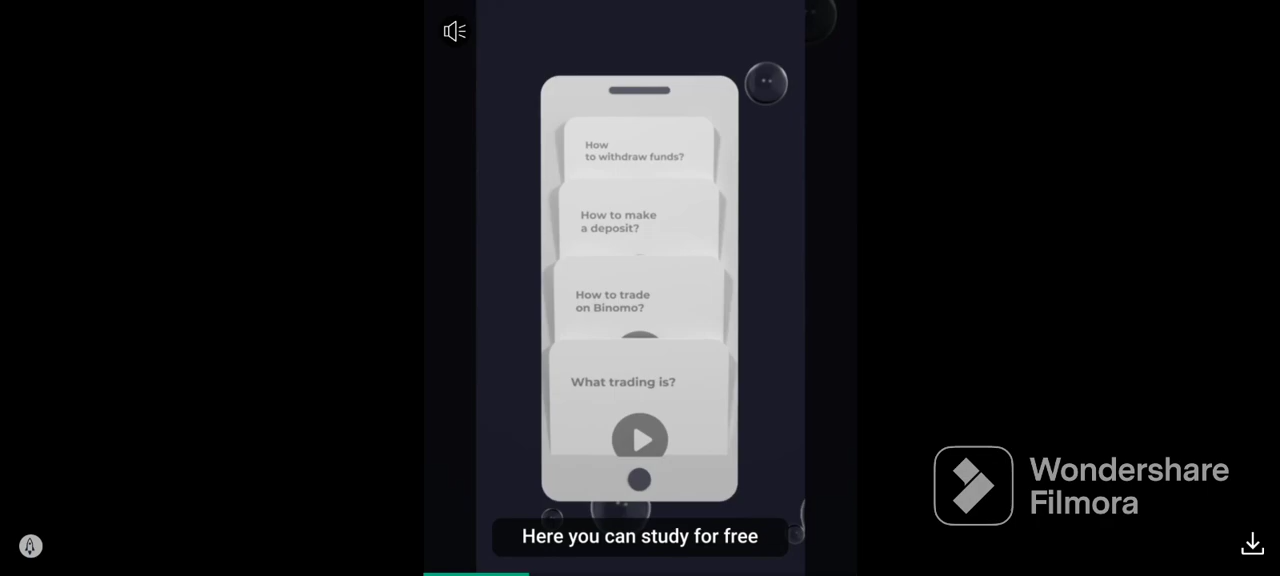 How
to withdraw funds?
How to make
a deposit?
How to trade
on Binomo?
What trading is?
Here you can study for free
Wondershare
Filmora